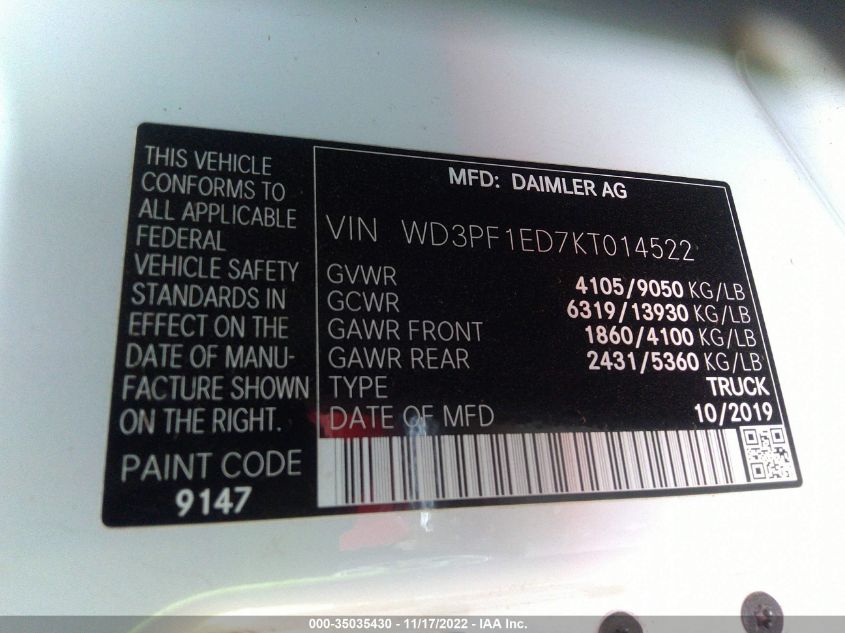 THIS VEHICLE
CONFORMS TO
ALL APPLICABLE
FEDERAL
VEHICLE SAFETY
STANDARDS IN
EFFECT ON THE
DATE OF MANU-
FACTURE SHOWN
ON THE RIGHT.
PAINT CODE
9147
MFD: DAIMLER AG
VIN WD3PF1ED7KT014522
GVWR 4105/9050 KG/LB
GCWR 6319/13930 KG/LB
GAWR FRONT 1860/4100 KG/LB
GAWR REAR 2431/5360 KG/LB
TYPE TRUCK
DATE OF MFD 10/2019
000-35035430 - 11/17/2022 - IAA Inc.